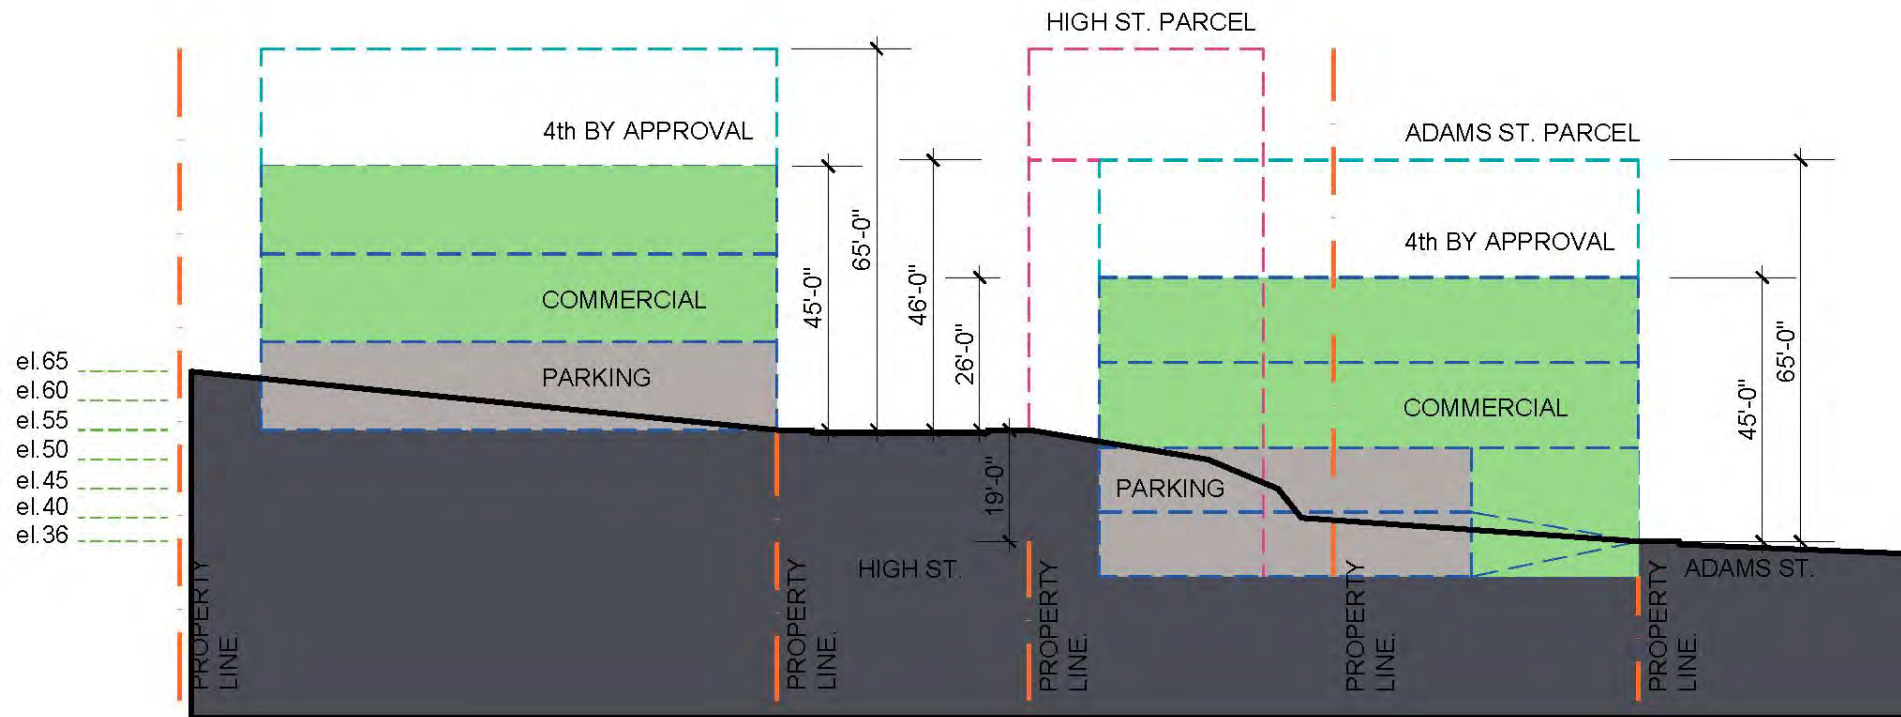 HIGH ST. PARCEL
4th BY APPROVAL
ADAMS ST. PARCEL
65'-0"
45'-0"
46'-0"
26'-0"
4th BY APPROVAL
65'-0"
45'-0"
COMMERCIAL
PARKING
COMMERCIAL
PARKING
19'-0"
el.65
el.60
el.55
el.50
el.45
el.40
el.36
HIGH ST.
ADAMS ST.
PROPERTY
LINE.
PROPERTY
LINE.
PROPERTY
LINE.
PROPERTY
LINE.
PROPERTY
LINE.